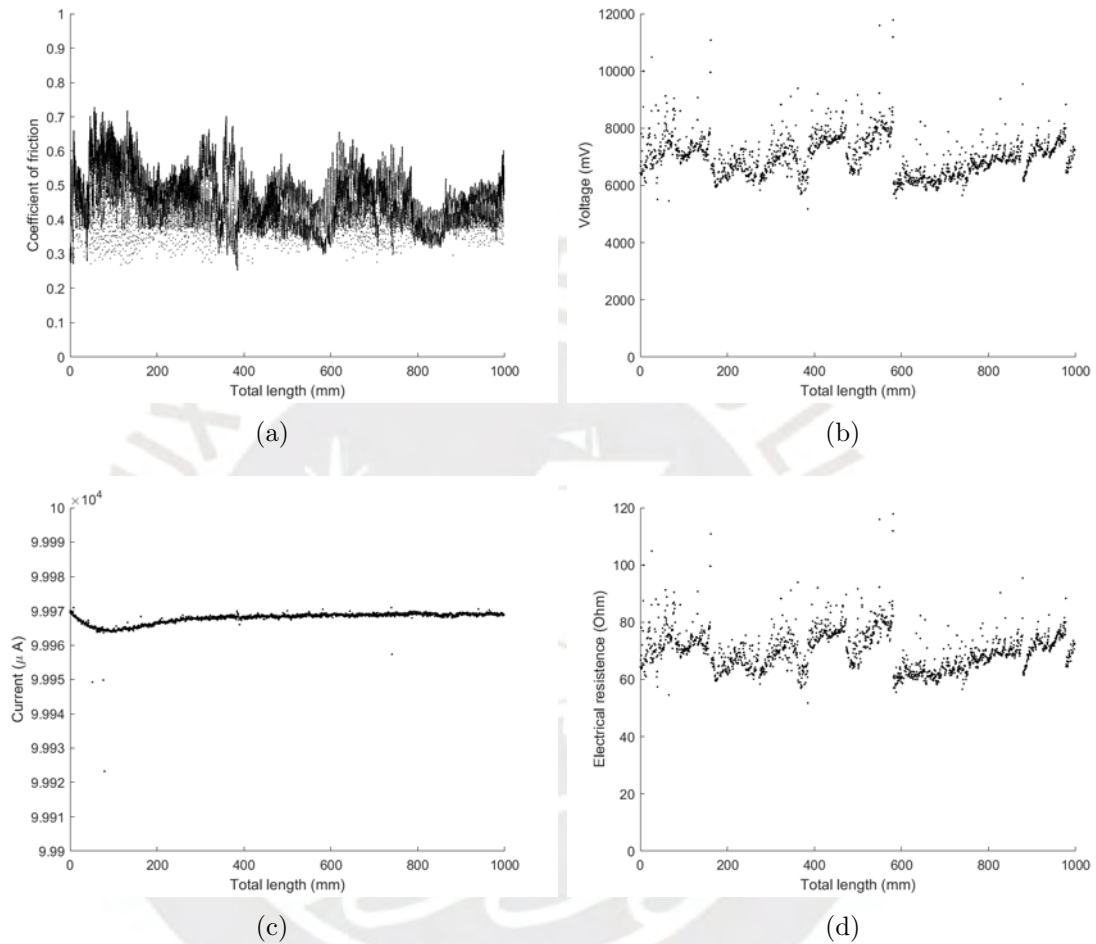 1
0.9
0.8
0.7
0.6
0.5
0.4
0.3
0.2
0.1
0
Coefficient of friction
0 200 400 600 800 1000
Total length (mm)
(a)
12000
10000
8000
6000
4000
2000
0
Voltage (mV)
0 200 400 600 800 1000
Total length (mm)
(b)
×10⁴
10
9.999
9.998
9.997
9.996
9.995
9.994
9.993
9.992
9.991
9.99
Current (μ A)
0 200 400 600 800 1000
Total length (mm)
(c)
120
100
80
60
40
20
0
Electrical resistence (Ohm)
0 200 400 600 800 1000
Total length (mm)
(d)